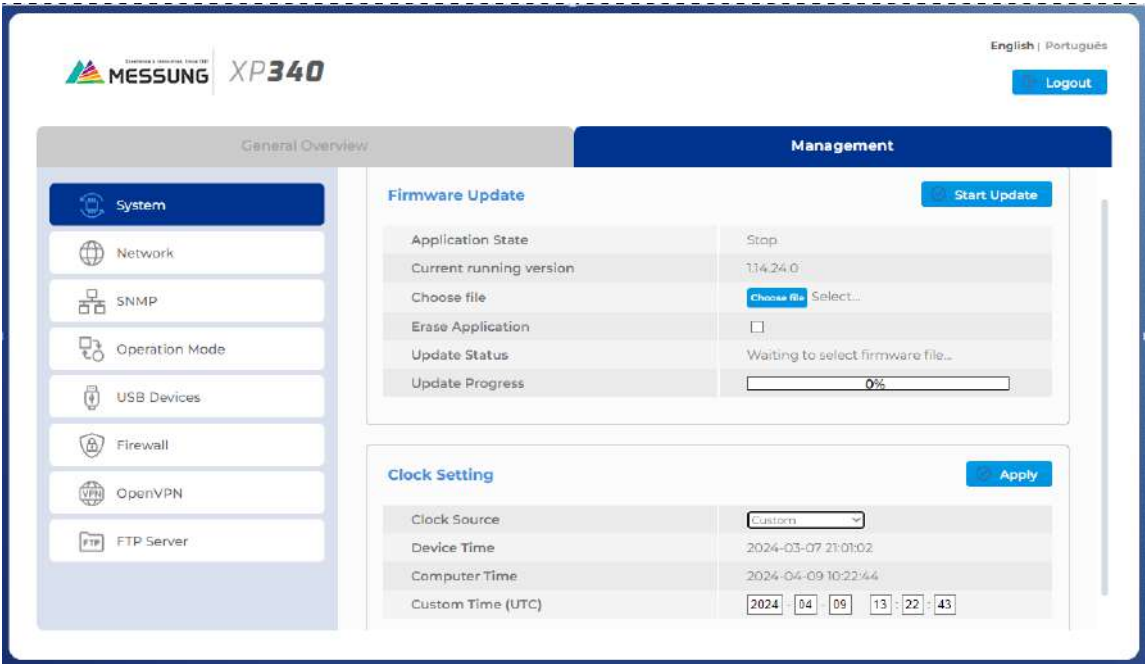 English | Português
MESSUNG XP340
Logout
General Overview
Management
System
Network
SNMP
Operation Mode
USB Devices
Firewall
VPN OpenVPN
FTP FTP Server
Firmware Update
Start Update
Application State Stop
Current running version 1.14.24.0
Choose file Choose file Select...
Erase Application
Update Status Waiting to select firmware file...
Update Progress 0%
Clock Setting
Apply
Clock Source Custom
Device Time 2024-03-07 21:01:02
Computer Time 2024-04-09 10:22:44
Custom Time (UTC) 2024 - 04 - 09 13 : 22 : 43